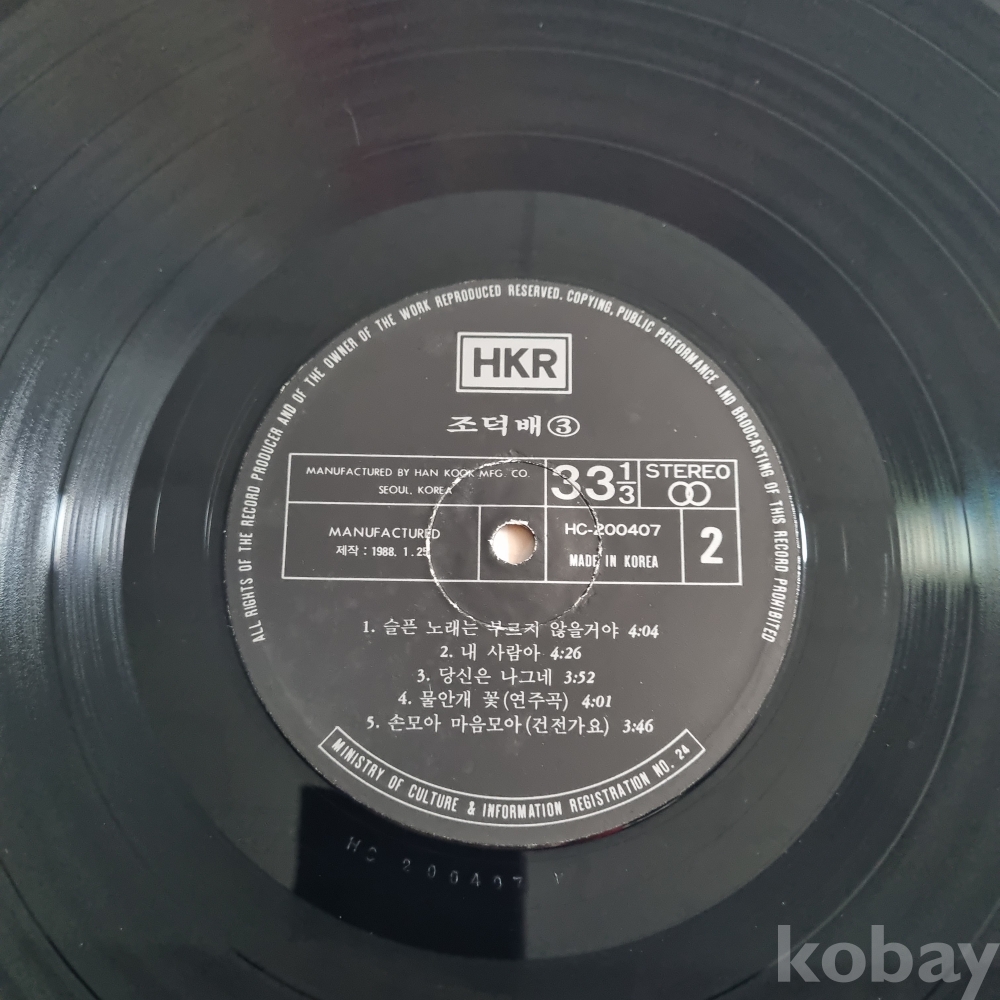 ALL RIGHTS OF THE RECORD PRODUCER AND OF THE OWNER OF THE WORK REPRODUCED RESERVED. COPYING, PUBLIC PERFORMANCE AND BRODCASTING OF THIS RECORD PROHIBITED
HKR
조덕배③
MANUFACTURED BY HAN KOOK MFG. CO.
SEOUL, KOREA
33 1/3
STEREO
MANUFACTURED
제작 : 1988. 1. 25
HC-200407
MADE IN KOREA
2
1. 슬픈 노래는 부르지 않을거야 4:04
2. 내 사람아 4:26
3. 당신은 나그네 3:52
4. 물안개 꽃(연주곡) 4:01
5. 손모아 마음모아(건전가요) 3:46
MINISTRY OF CULTURE & INFORMATION REGISTRATION NO. 24
HC 200407 Y
kobay